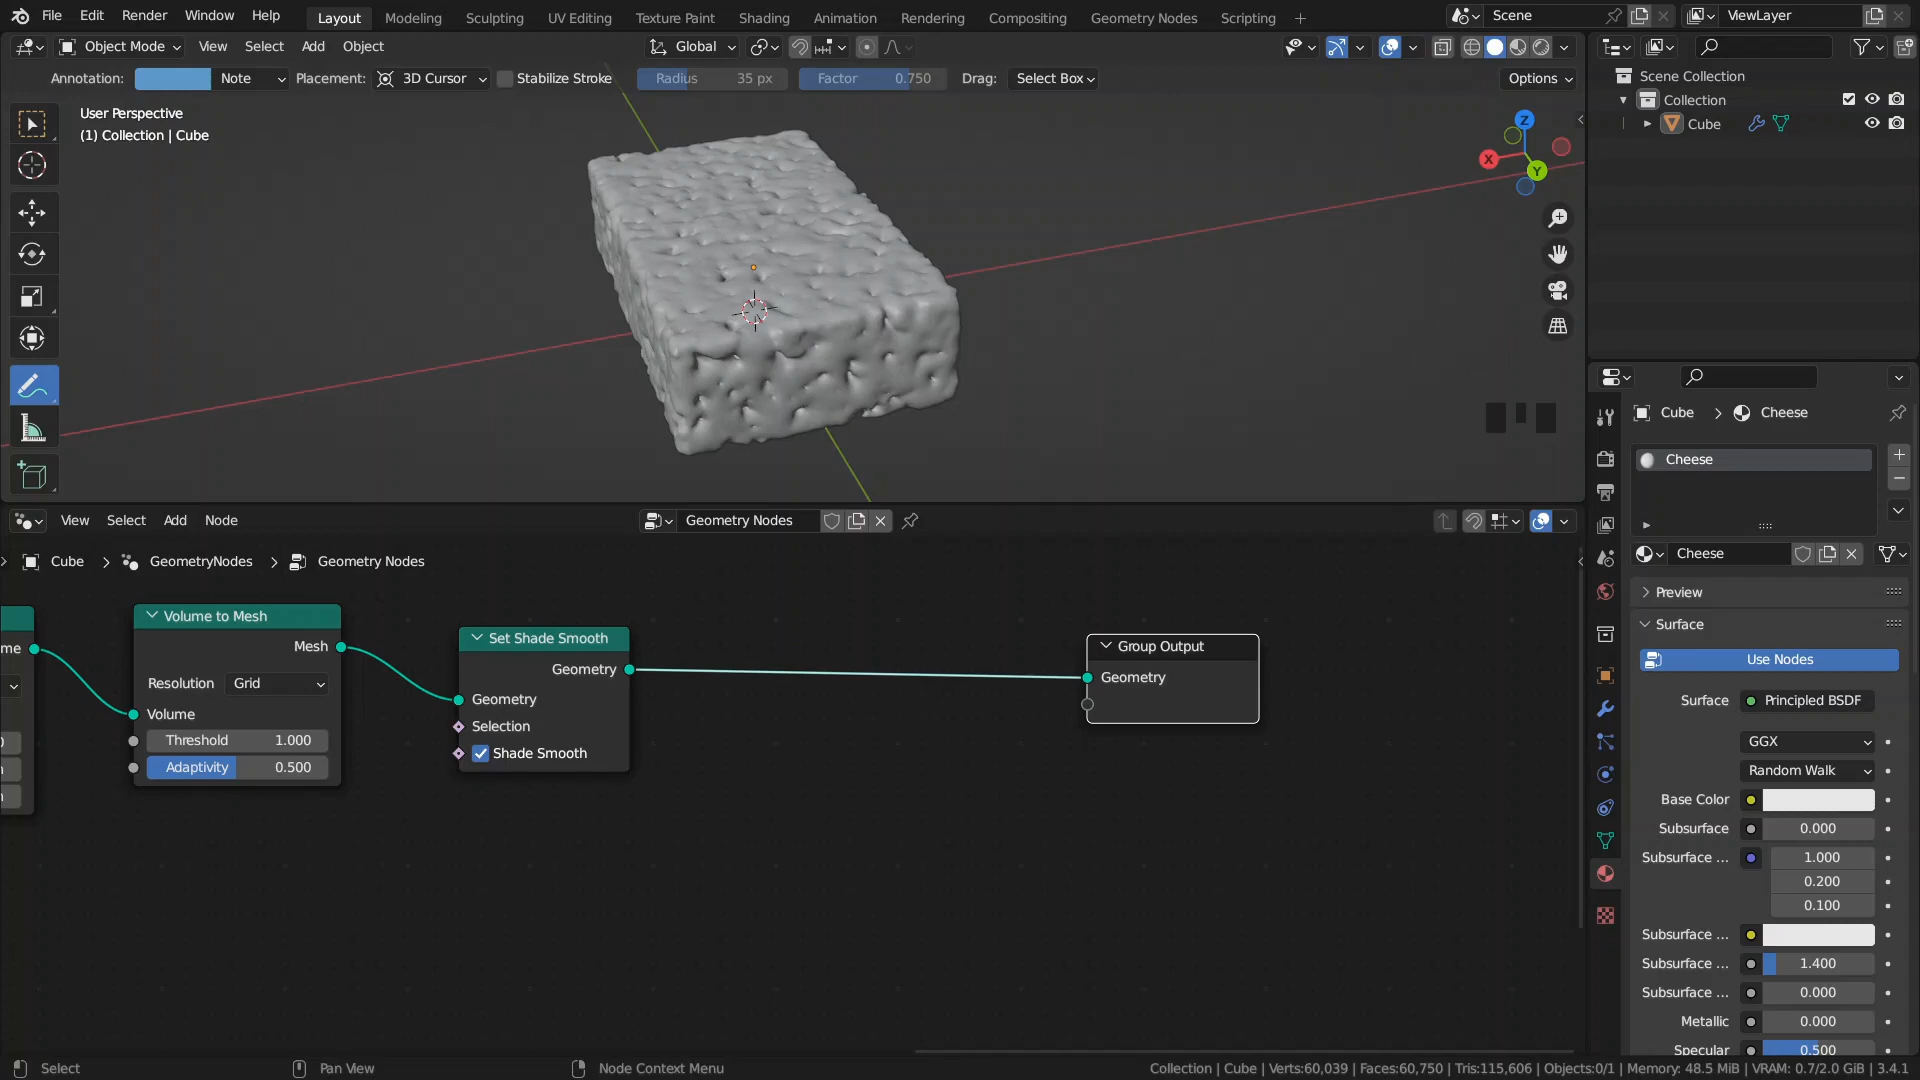 File Edit Render Window Help Layout Modeling Sculpting UV Editing Texture Paint Shading Animation Rendering Compositing Geometry Nodes Scripting + Scene ViewLayer
Object Mode View Select Add Object Global
Annotation: Note Placement: 3D Cursor Stabilize Stroke Radius 35 px Factor 0.750 Drag: Select Box Options
Scene Collection
Collection
Cube
User Perspective
(1) Collection | Cube
Z
X
Y
View Select Add Node Geometry Nodes
Cube > GeometryNodes > Geometry Nodes
me
Volume to Mesh
Mesh
Resolution Grid
Volume
Threshold 1.000
Adaptivity 0.500
Set Shade Smooth
Geometry
Geometry
Selection
Shade Smooth
Group Output
Geometry
Cube > Cheese
Cheese
Cheese
Preview
Surface
Use Nodes
Surface Principled BSDF
GGX
Random Walk
Base Color
Subsurface 0.000
Subsurface ... 1.000
0.200
0.100
Subsurface ...
Subsurface ... 1.400
Subsurface ... 0.000
Metallic 0.000
Specular 0.500
Select Pan View Node Context Menu Collection | Cube | Verts:60,039 | Faces:60,750 | Tris:115,606 | Objects:0/1 | Memory: 48.5 MiB | VRAM: 0.7/2.0 GiB | 3.4.1